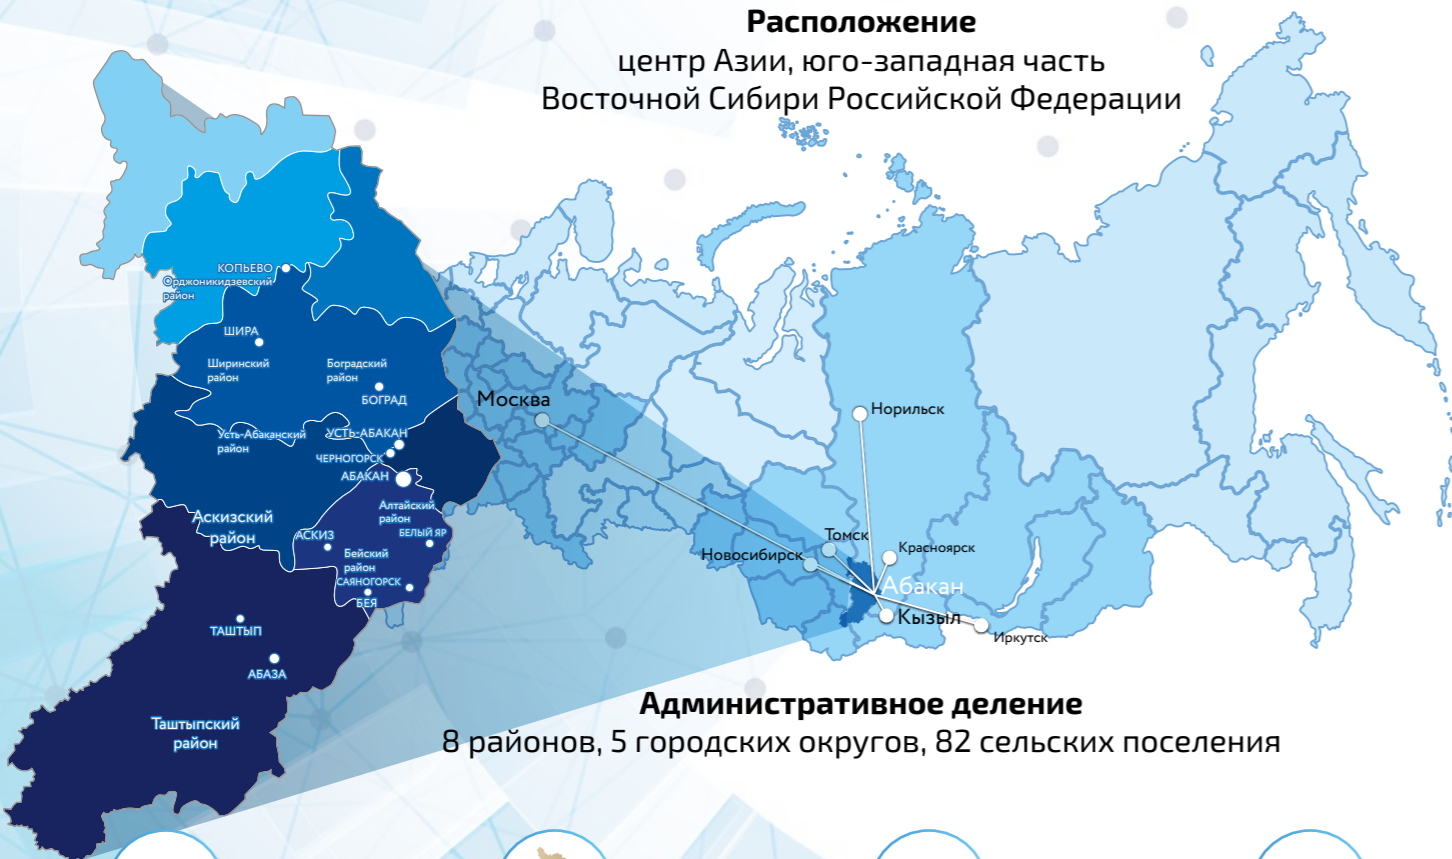 Расположение
центр Азии, юго-западная часть
Восточной Сибири Российской Федерации
КОПЬЕВО
Орджоникидзевский
район
ШИРА
Ширинский
район
Боградский
район
БОГРАД
Усть-Абаканский
район
УСТЬ-АБАКАН
ЧЕРНОГОРСК
АБАКАН
Алтайский
район
БЕЛЫЙ ЯР
Аскизский
район
АСКИЗ
Бейский
район
САЯНОГОРСК
БЕЯ
ТАШТЫП
АБАЗА
Таштыпский
район
Москва
Норильск
Томск
Новосибирск
Красноярск
Абакан
Кызыл
Иркутск
Административное деление
8 районов, 5 городских округов, 82 сельских поселения